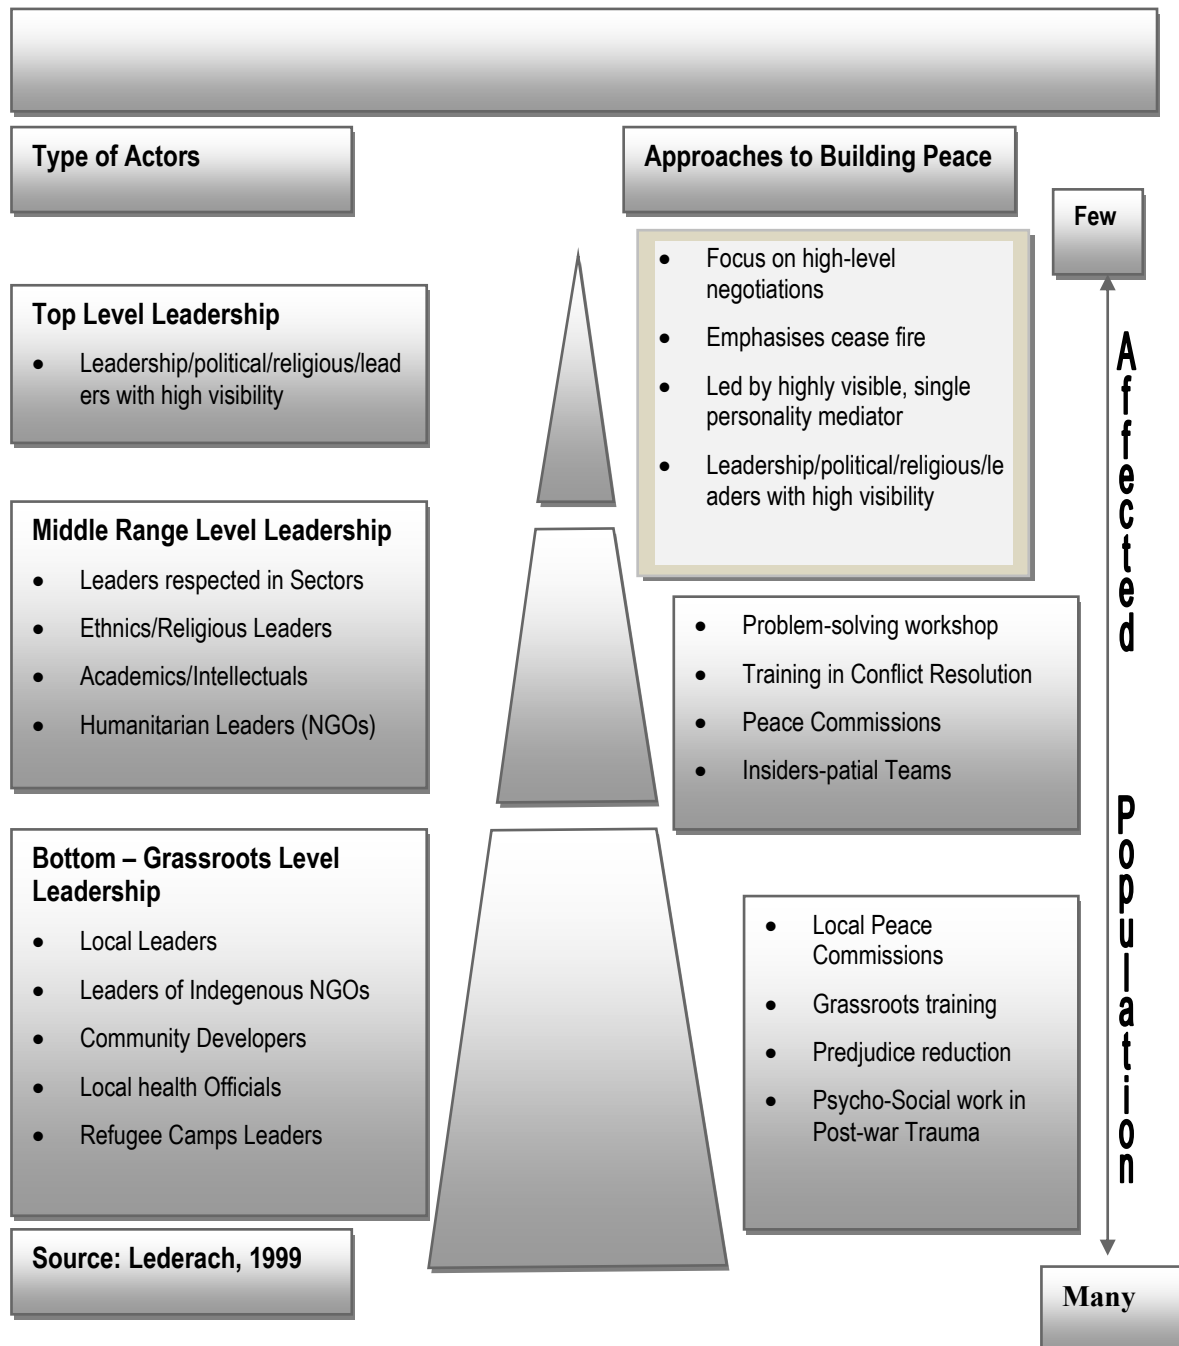 Type of Actors
Approaches to Building Peace
Few
Top Level Leadership
• Leadership/political/religious/lead
ers with high visibility
• Focus on high-level
negotiations
• Emphasises cease fire
• Led by highly visible, single
personality mediator
• Leadership/political/religious/le
aders with high visibility
Middle Range Level Leadership
• Leaders respected in Sectors
• Ethnics/Religious Leaders
• Academics/Intellectuals
• Humanitarian Leaders (NGOs)
• Problem-solving workshop
• Training in Conflict Resolution
• Peace Commissions
• Insiders-patial Teams
Bottom – Grassroots Level
Leadership
• Local Leaders
• Leaders of Indegenous NGOs
• Community Developers
• Local health Officials
• Refugee Camps Leaders
• Local Peace
Commissions
• Grassroots training
• Predjudice reduction
• Psycho-Social work in
Post-war Trauma
Affected Population
Source: Lederach, 1999
Many